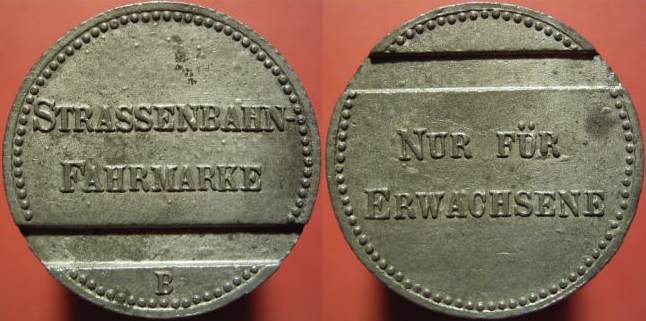 STRASSENBAHN-
FAHRMARKE
B
NUR FÜR
ERWACHSENE